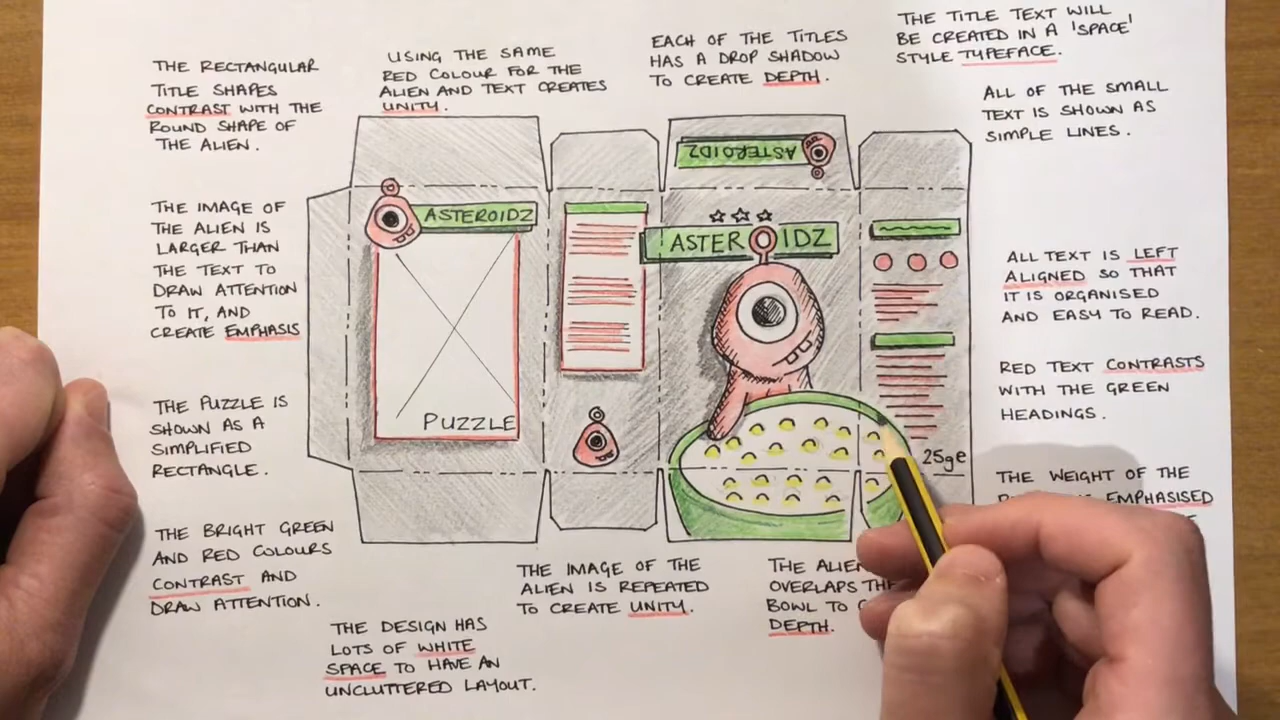 THE RECTANGULAR
TITLE SHAPES
CONTRAST WITH THE
ROUND SHAPE OF
THE ALIEN.
USING THE SAME
RED COLOUR FOR THE
ALIEN AND TEXT CREATES
UNITY.
EACH OF THE TITLES
HAS A DROP SHADOW
TO CREATE DEPTH.
THE TITLE TEXT WILL
BE CREATED IN A 'SPACE'
STYLE TYPEFACE.
ALL OF THE SMALL
TEXT IS SHOWN AS
SIMPLE LINES.
THE IMAGE OF
THE ALIEN IS
LARGER THAN
THE TEXT TO
DRAW ATTENTION
TO IT, AND
CREATE EMPHASIS
ASTEROIDZ
ASTEROIDZ
ASTEROIDZ
PUZZLE
25ge
ALL TEXT IS LEFT
ALIGNED SO THAT
IT IS ORGANISED
AND EASY TO READ.
RED TEXT CONTRASTS
WITH THE GREEN
HEADINGS.
THE WEIGHT OF THE
EMPHASISED
THE PUZZLE IS
SHOWN AS A
SIMPLIFIED
RECTANGLE.
THE BRIGHT GREEN
AND RED COLOURS
CONTRAST AND
DRAW ATTENTION.
THE DESIGN HAS
LOTS OF WHITE
SPACE TO HAVE AN
UNCLUTTERED LAYOUT.
THE IMAGE OF THE
ALIEN IS REPEATED
TO CREATE UNITY.
THE ALIEN
OVERLAPS THE
BOWL TO
DEPTH.